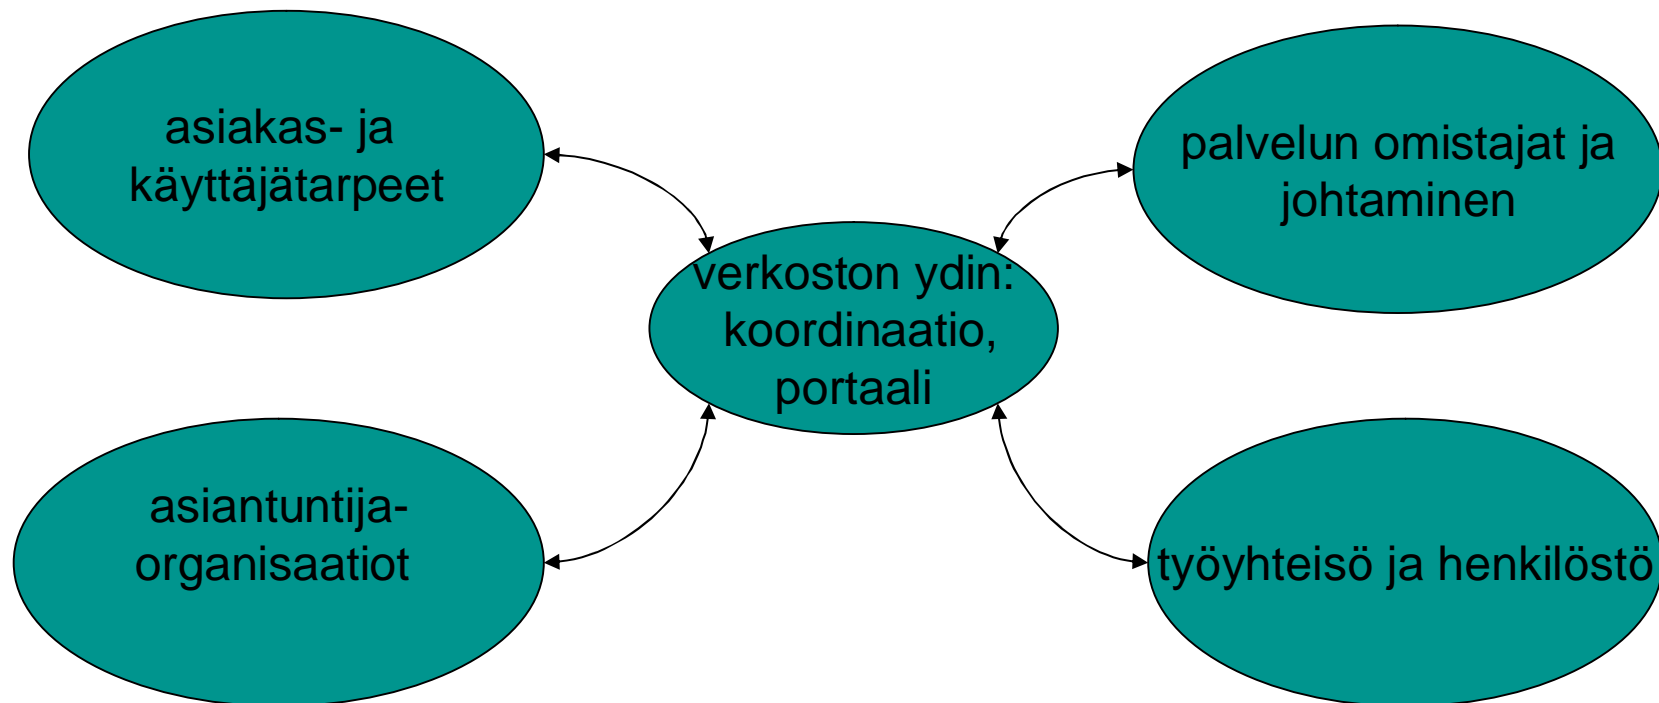 asiakas- ja
käyttäjätarpeet
palvelun omistajat ja
johtaminen
verkoston ydin:
koordinaatio,
portaali
asiantuntija-
organisaatiot
työyhteisö ja henkilöstö